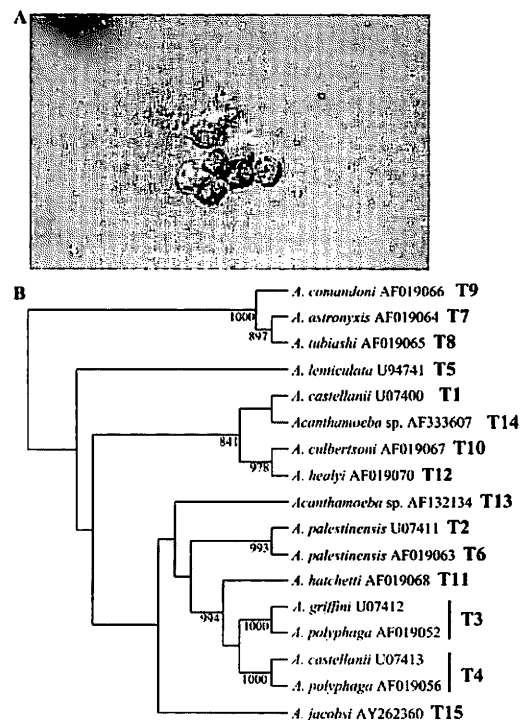 A
B
A. comandoni AF019066 T9
1000
A. astronyxis AF019064 T7
897
A. tubiashi AF019065 T8
A. lenticulata U94741 T5
A. castellanii U07400 T1
Acanthamoeba sp. AF333607 T14
841
A. culbertsoni AF019067 T10
978
A. healyi AF019070 T12
Acanthamoeba sp. AF132134 T13
A. palestinensis U07411 T2
993
A. palestinensis AF019063 T6
A. hatchetti AF019068 T11
994
A. griffini U07412
1000
T3
A. polyphaga AF019052
A. castellanii U07413
1000
T4
A. polyphaga AF019056
A. jacobsi AY262360 T15